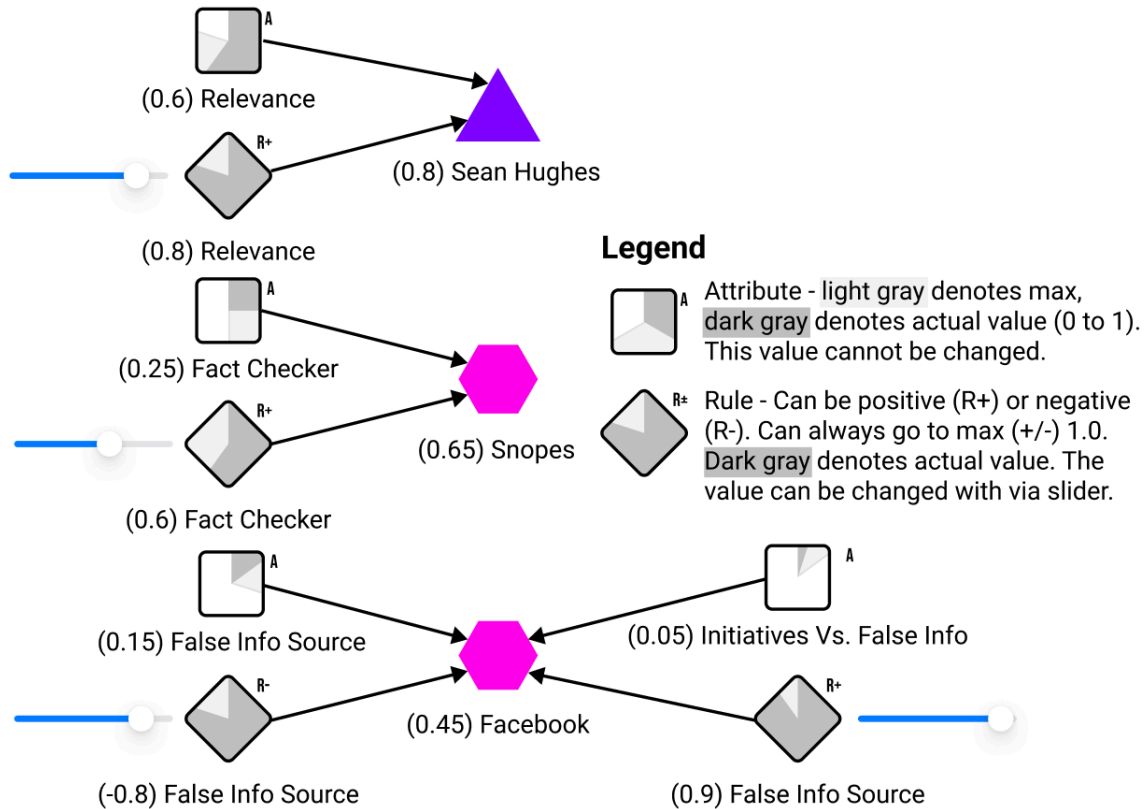 A
(0.6) Relevance
R+
(0.8) Relevance
(0.8) Sean Hughes
A
(0.25) Fact Checker
R+
(0.6) Fact Checker
(0.65) Snopes
Legend
A
Attribute - light gray denotes max,
dark gray denotes actual value (0 to 1).
This value cannot be changed.
R±
Rule - Can be positive (R+) or negative
(R-). Can always go to max (+/-) 1.0.
Dark gray denotes actual value. The
value can be changed with via slider.
A
(0.15) False Info Source
R-
(-0.8) False Info Source
(0.45) Facebook
A
(0.05) Initiatives Vs. False Info
R+
(0.9) False Info Source